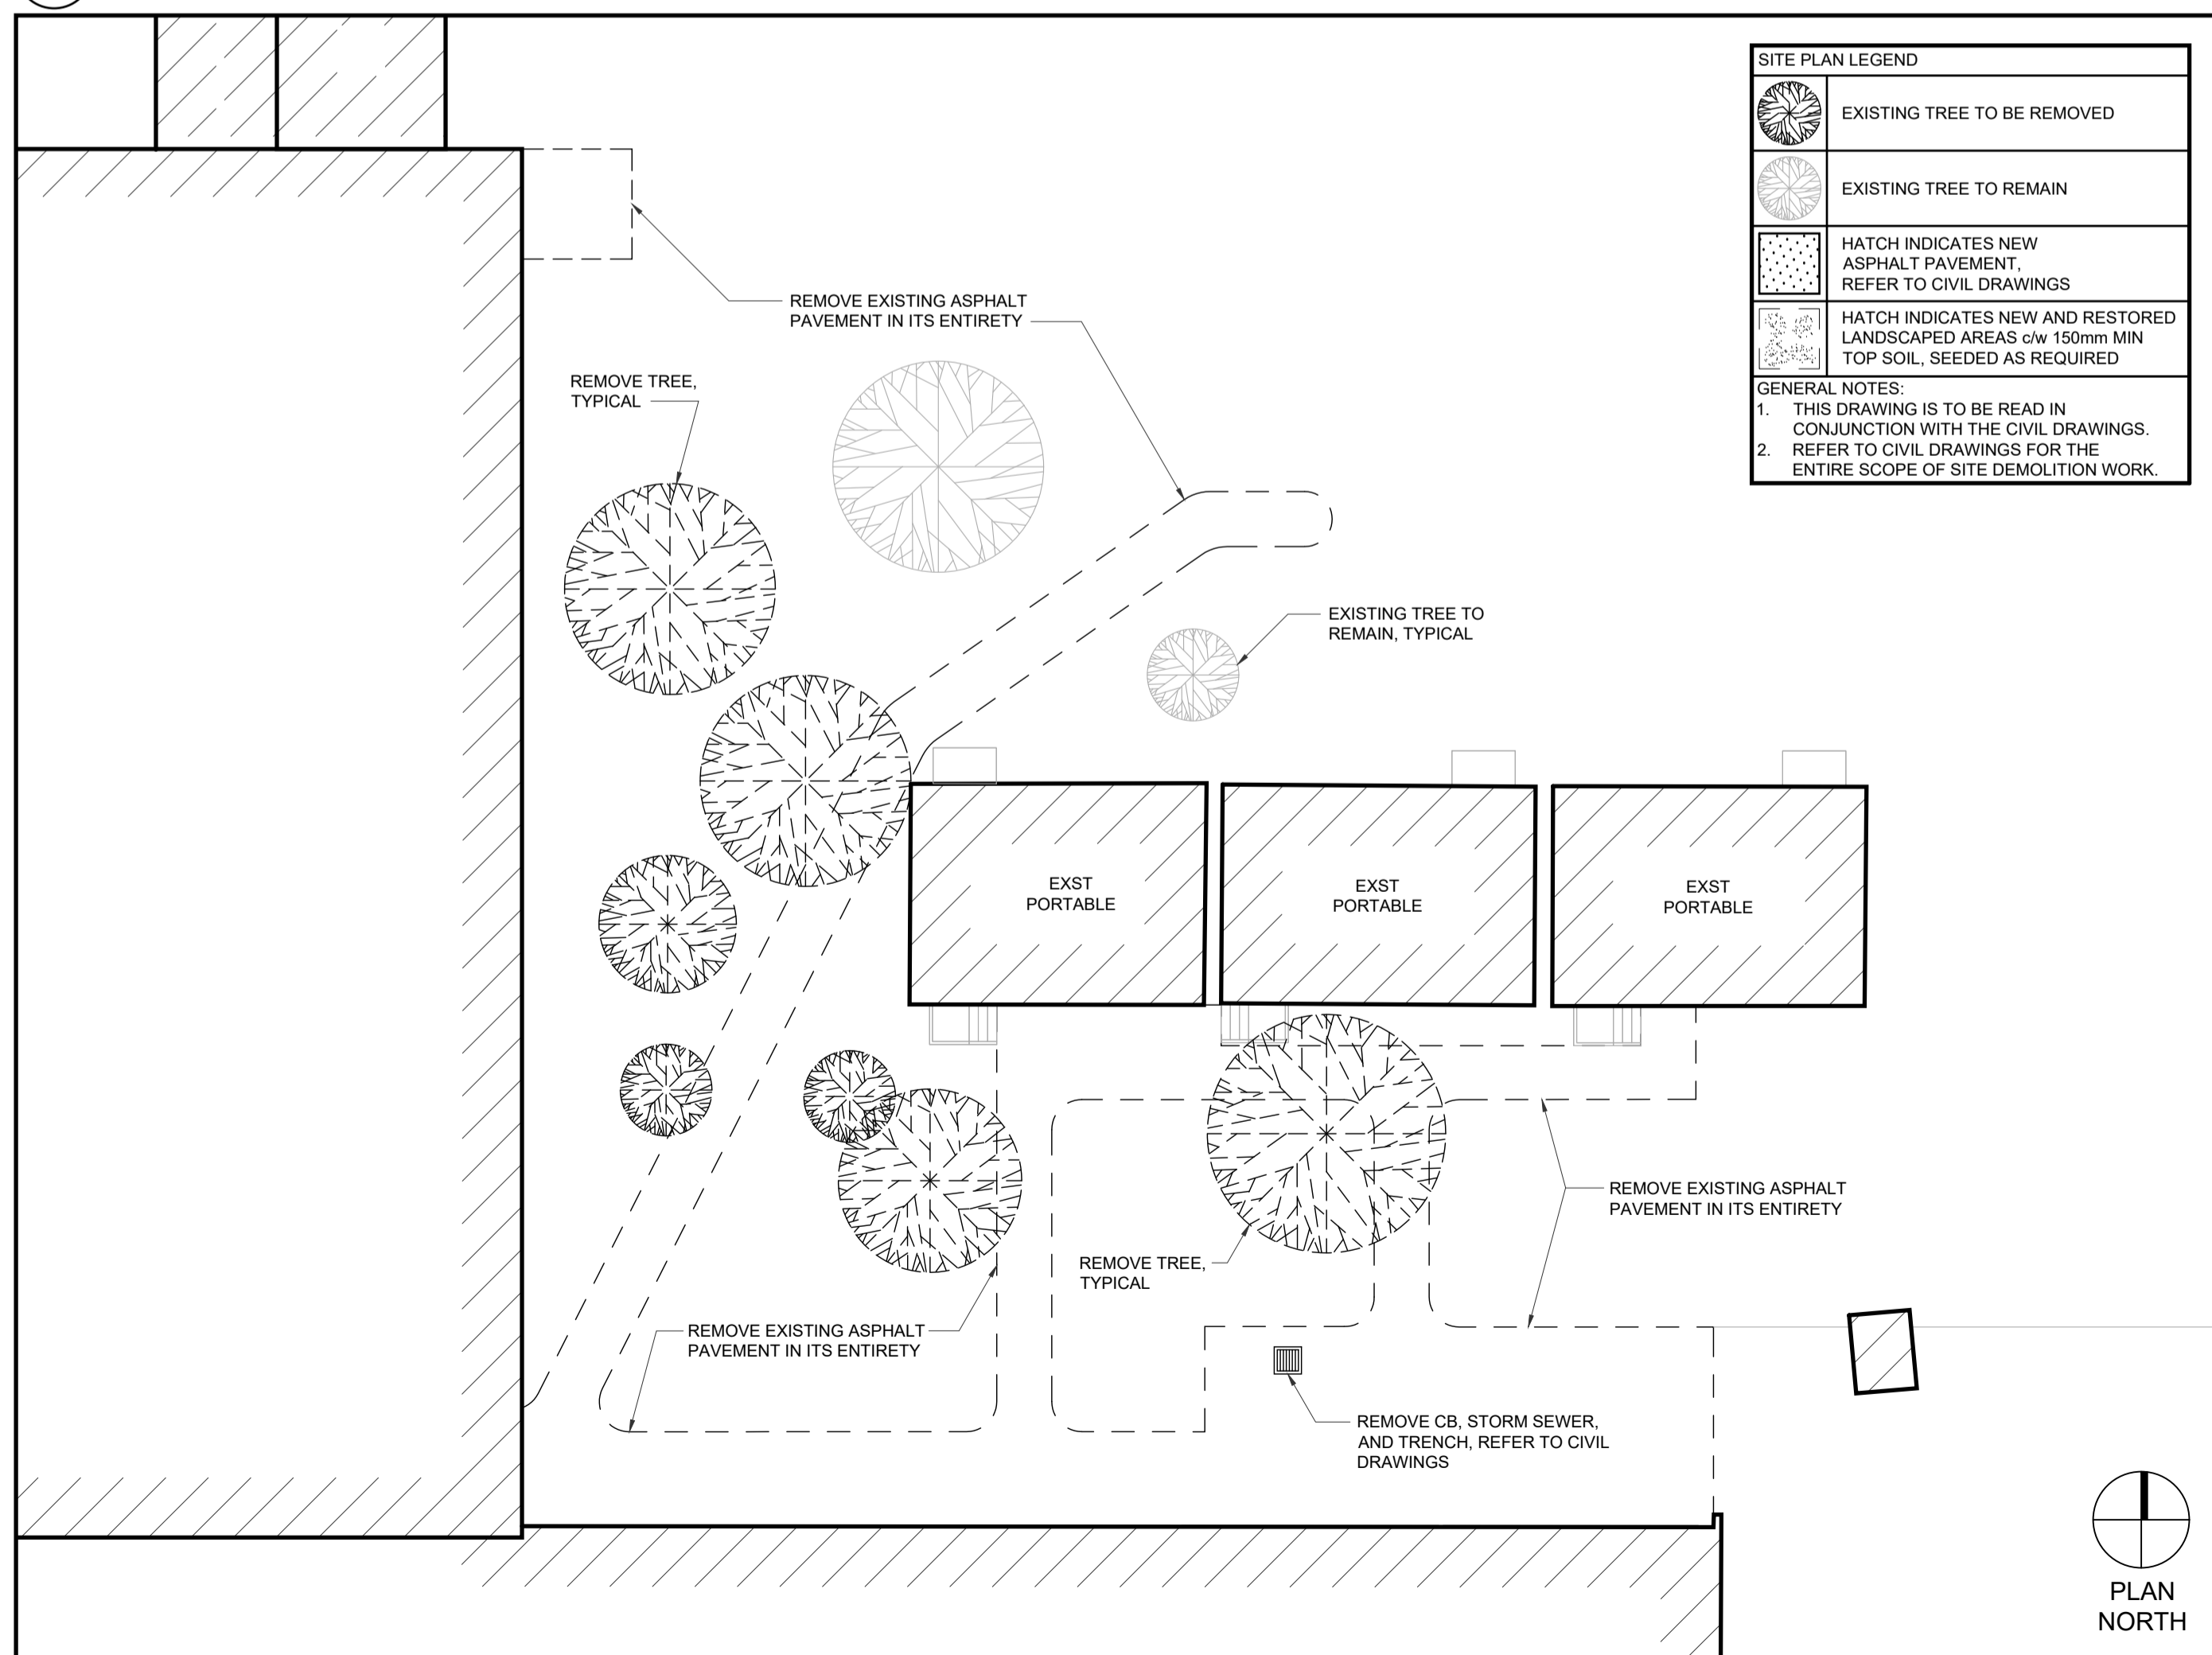 SITE PLAN LEGEND
EXISTING TREE TO BE REMOVED
EXISTING TREE TO REMAIN
HATCH INDICATES NEW
ASPHALT PAVEMENT,
REFER TO CIVIL DRAWINGS
HATCH INDICATES NEW AND RESTORED
LANDSCAPED AREAS c/w 150mm MIN
TOP SOIL, SEEDED AS REQUIRED
GENERAL NOTES:
1. THIS DRAWING IS TO BE READ IN
CONJUNCTION WITH THE CIVIL DRAWINGS.
2. REFER TO CIVIL DRAWINGS FOR THE
ENTIRE SCOPE OF SITE DEMOLITION WORK.
REMOVE EXISTING ASPHALT
PAVEMENT IN ITS ENTIRETY
REMOVE TREE,
TYPICAL
EXISTING TREE TO
REMAIN, TYPICAL
EXST
PORTABLE
EXST
PORTABLE
EXST
PORTABLE
REMOVE EXISTING ASPHALT
PAVEMENT IN ITS ENTIRETY
REMOVE TREE,
TYPICAL
REMOVE EXISTING ASPHALT
PAVEMENT IN ITS ENTIRETY
REMOVE CB, STORM SEWER,
AND TRENCH, REFER TO CIVIL
DRAWINGS
PLAN
NORTH